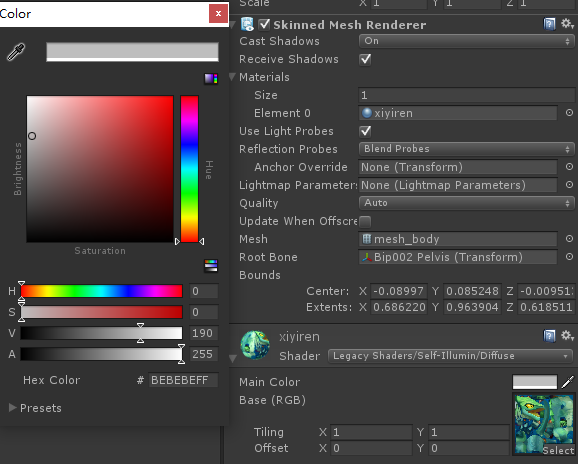 Color
x
Brightness
Hue
Saturation
H 0
S 0
V 190
A 255
Hex Color # BEBEBEFF
Presets
Scale X 1 Y 1 Z 1
Skinned Mesh Renderer
Cast Shadows On
Receive Shadows
Materials
Size 1
Element 0 xiyiren
Use Light Probes
Reflection Probes Blend Probes
Anchor Override None (Transform)
Lightmap Parameters None (Lightmap Parameters)
Quality Auto
Update When Offscre
Mesh mesh_body
Root Bone Bip002 Pelvis (Transform)
Bounds
Center: X -0.08997 Y 0.085248 Z -0.00951
Extents: X 0.686220 Y 0.963904 Z 0.618511
xiyiren
Shader Legacy Shaders/Self-Illumin/Diffuse
Main Color
Base (RGB)
Tiling X 1 Y 1
Offset X 0 Y 0
Select